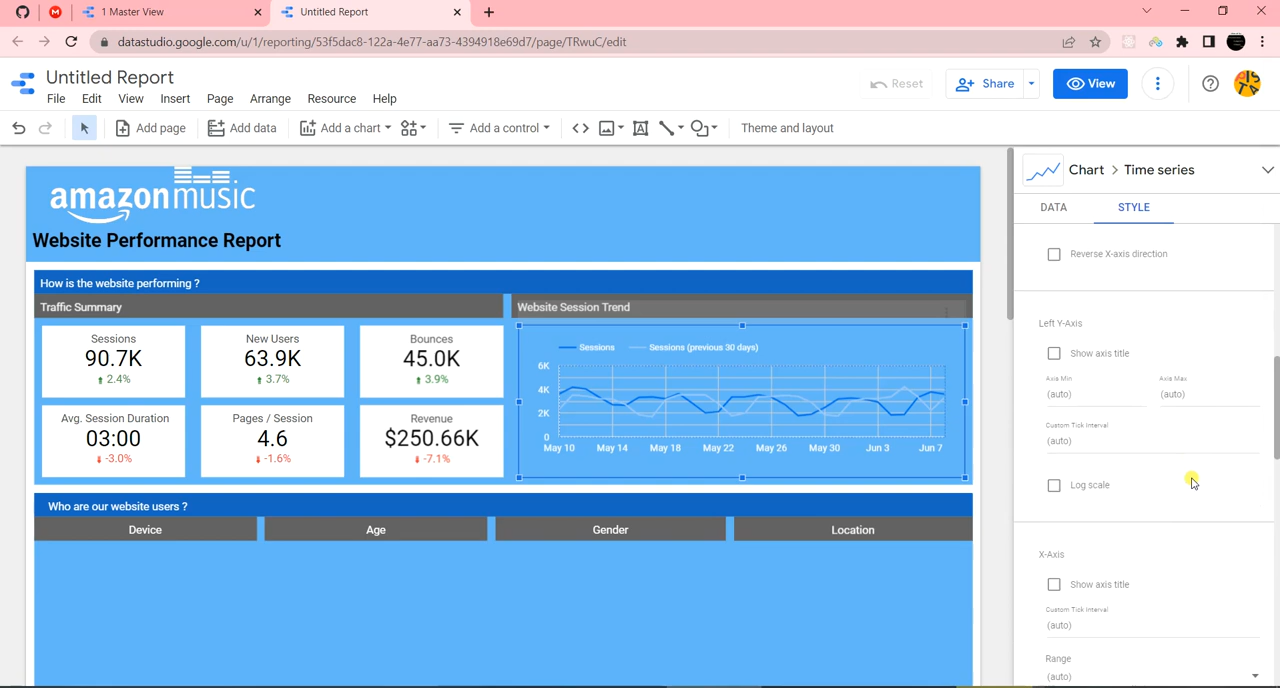 1 Master View
Untitled Report
datastudio.google.com/u/1/reporting/53f5dac8-122a-4e77-aa73-4394918e69d7/page/TRwuC/edit
Untitled Report
File Edit View Insert Page Arrange Resource Help
Reset
Share
View
Add page
Add data
Add a chart
Add a control
Theme and layout
amazon music
Website Performance Report
How is the website performing ?
Traffic Summary
Website Session Trend
Sessions
90.7K
2.4%
New Users
63.9K
3.7%
Bounces
45.0K
3.9%
Avg. Session Duration
03:00
-3.0%
Pages / Session
4.6
-1.6%
Revenue
$250.66K
-7.1%
Sessions
Sessions (previous 30 days)
6K
4K
2K
0
May 10 May 14 May 18 May 22 May 26 May 30 Jun 3 Jun 7
Who are our website users ?
Device
Age
Gender
Location
Chart > Time series
DATA
STYLE
Reverse X-axis direction
Left Y-Axis
Show axis title
Axis Min
(auto)
Axis Max
(auto)
Custom Tick Interval
(auto)
Log scale
X-Axis
Show axis title
Custom Tick Interval
(auto)
Range
(auto)